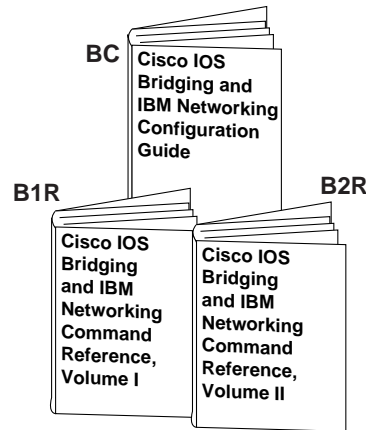 BC
Cisco IOS
Bridging and
IBM Networking
Configuration
Guide
B1R
Cisco IOS
Bridging
and IBM
Networking
Command
Reference,
Volume I
B2R
Cisco IOS
Bridging
and IBM
Networking
Command
Reference,
Volume II